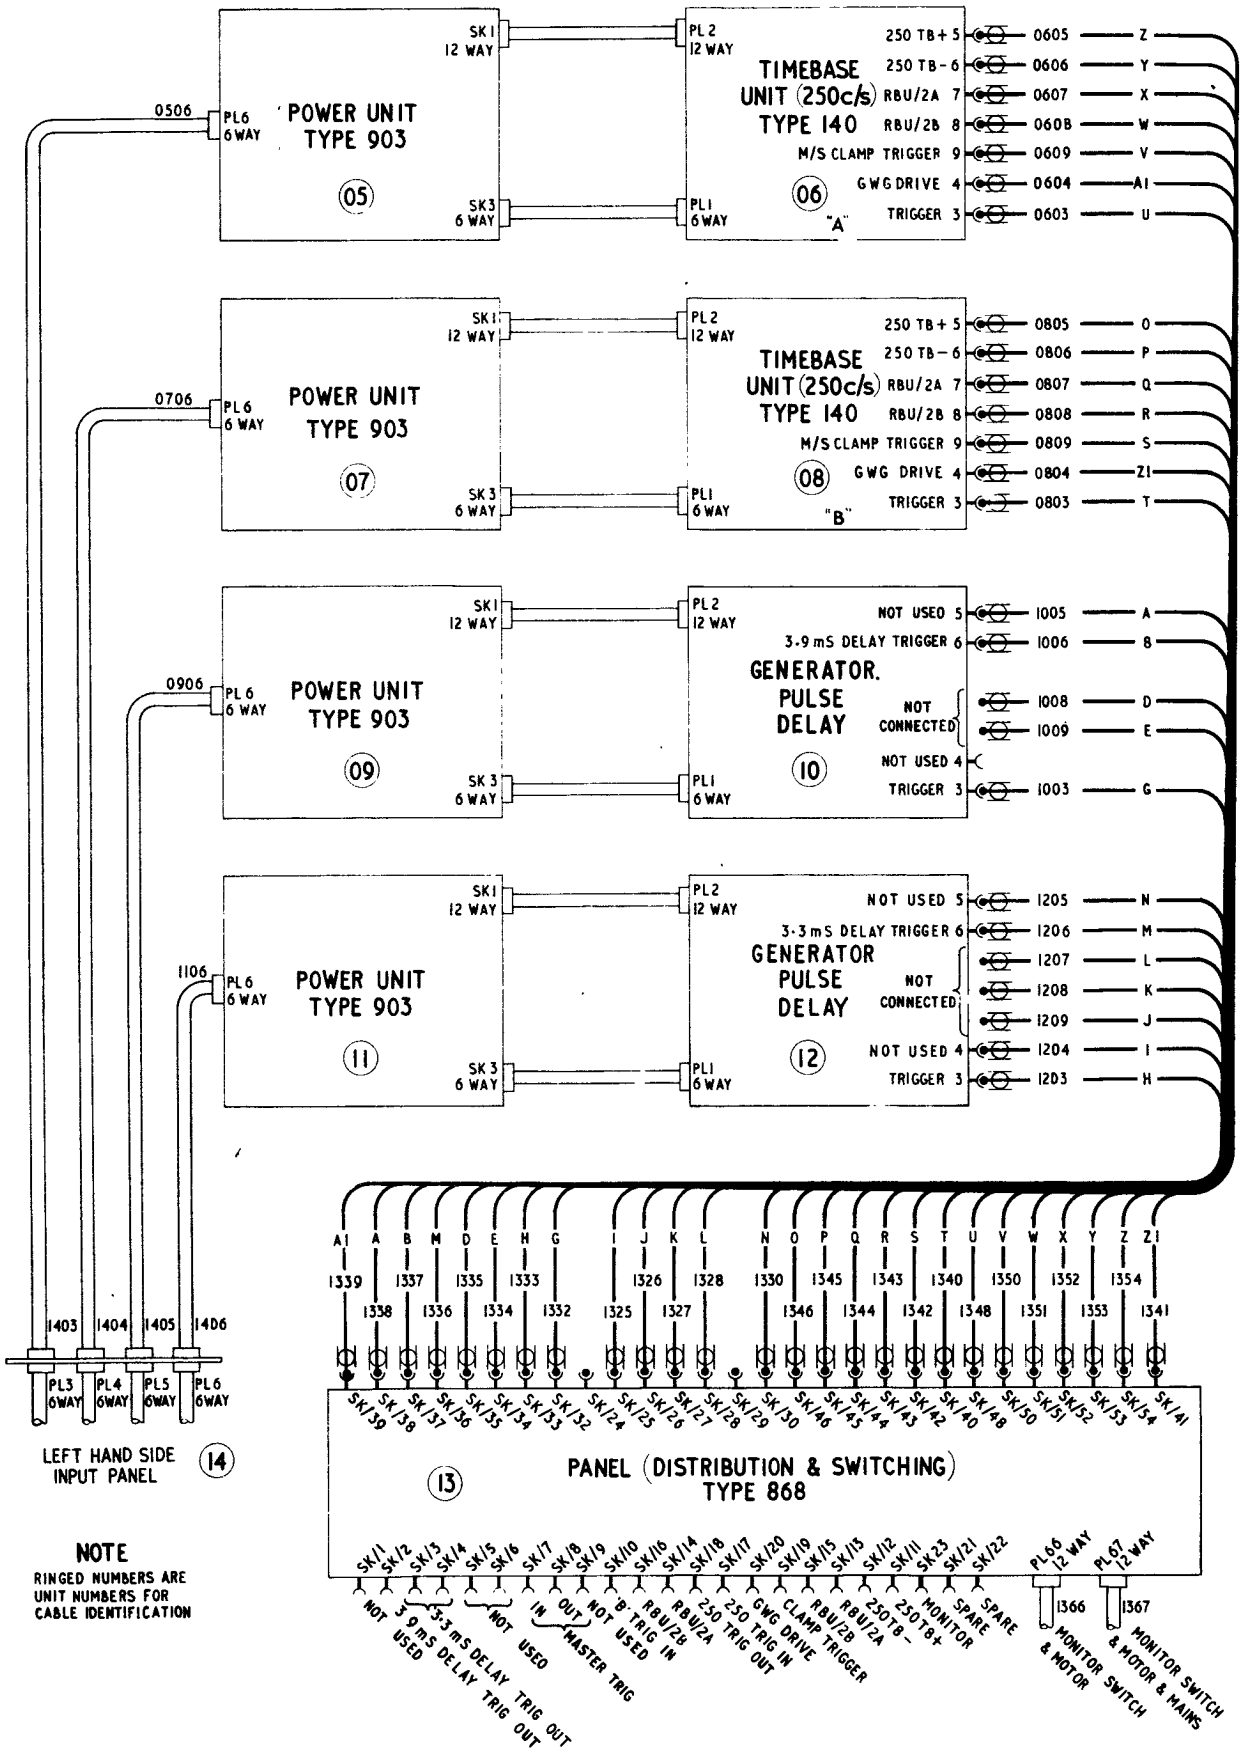 SK1
12 WAY
PL2
12 WAY
250 TB+ 5
0605
Z
TIMEBASE
UNIT (250c/s)
TYPE 140
250 TB- 6
0606
Y
RBU/2A 7
0607
X
RBU/2B 8
060B
W
M/S CLAMP TRIGGER 9
0609
V
GWG DRIVE 4
0604
A1
TRIGGER 3
0603
U
0506
PL6
6 WAY
POWER UNIT
TYPE 903
05
SK3
6 WAY
PL1
6 WAY
06
"A"
SK1
12 WAY
PL2
12 WAY
250 TB+ 5
0805
O
TIMEBASE
UNIT (250c/s)
TYPE 140
250 TB- 6
0806
P
RBU/2A 7
0807
Q
RBU/2B 8
0808
R
M/S CLAMP TRIGGER 9
0809
S
GWG DRIVE 4
0804
Z1
TRIGGER 3
0803
T
0706
PL6
6 WAY
POWER UNIT
TYPE 903
07
SK3
6 WAY
PL1
6 WAY
08
"B"
SK1
12 WAY
PL2
12 WAY
NOT USED 5
1005
A
3·9 mS DELAY TRIGGER 6
1006
B
GENERATOR.
PULSE
DELAY
NOT
CONNECTED
1008
D
1009
E
NOT USED 4
TRIGGER 3
1003
G
0906
PL6
6 WAY
POWER UNIT
TYPE 903
09
SK3
6 WAY
PL1
6 WAY
10
SK1
12 WAY
PL2
12 WAY
NOT USED 5
1205
N
3·3 mS DELAY TRIGGER 6
1206
M
GENERATOR
PULSE
DELAY
NOT
CONNECTED
1207
L
1208
K
1209
J
NOT USED 4
1204
I
TRIGGER 3
12D3
H
1106
PL6
6 WAY
POWER UNIT
TYPE 903
11
SK3
6 WAY
PL1
6 WAY
12
A1 A B M D E H G I J K L N O P Q R S T U V W X Y Z Z1
1339 1337 1335 1333 1326 1328 1330 1345 1343 1340 1350 1352 1354
1338 1336 1334 1332 1325 1327 1346 1344 1342 1348 1351 1353 1341
1403 1404 1405 1406
PL3
6WAY
PL4
6WAY
PL5
6WAY
PL6
6WAY
LEFT HAND SIDE
INPUT PANEL
14
SK/39 SK/38 SK/37 SK/36 SK/35 SK/34 SK/33 SK/32 SK/24 SK/25 SK/26 SK/27 SK/28 SK/29 SK/30 SK/46 SK/45 SK/44 SK/43 SK/42 SK/40 SK/48 SK/50 SK/51 SK/52 SK/53 SK/54 SK/41
13
PANEL (DISTRIBUTION & SWITCHING)
TYPE 868
SK/1 SK/2 SK/3 SK/4 SK/5 SK/6 SK/7 SK/8 SK/9 SK/10 SK/16 SK/14 SK/18 SK/17 SK/20 SK/19 SK/15 SK/13 SK/12 SK/11 SK23 SK/21 SK/22
PL66
12 WAY
PL67
12 WAY
NOT
USED
3·9 mS DELAY TRIG OUT
3·3 mS DELAY TRIG OUT
NOT USED
IN
OUT
MASTER TRIG
NOT USED
'B' TRIG IN
RBU/2B
RBU/2A
250 TRIG OUT
250 TRIG IN
GWG DRIVE
CLAMP TRIGGER
RBU/2B
RBU/2A
250TB-
250TB+
MONITOR
SPARE
SPARE
1366
MONITOR SWITCH
& MOTOR
1367
MONITOR SWITCH
& MOTOR & MAINS
NOTE
RINGED NUMBERS ARE
UNIT NUMBERS FOR
CABLE IDENTIFICATION